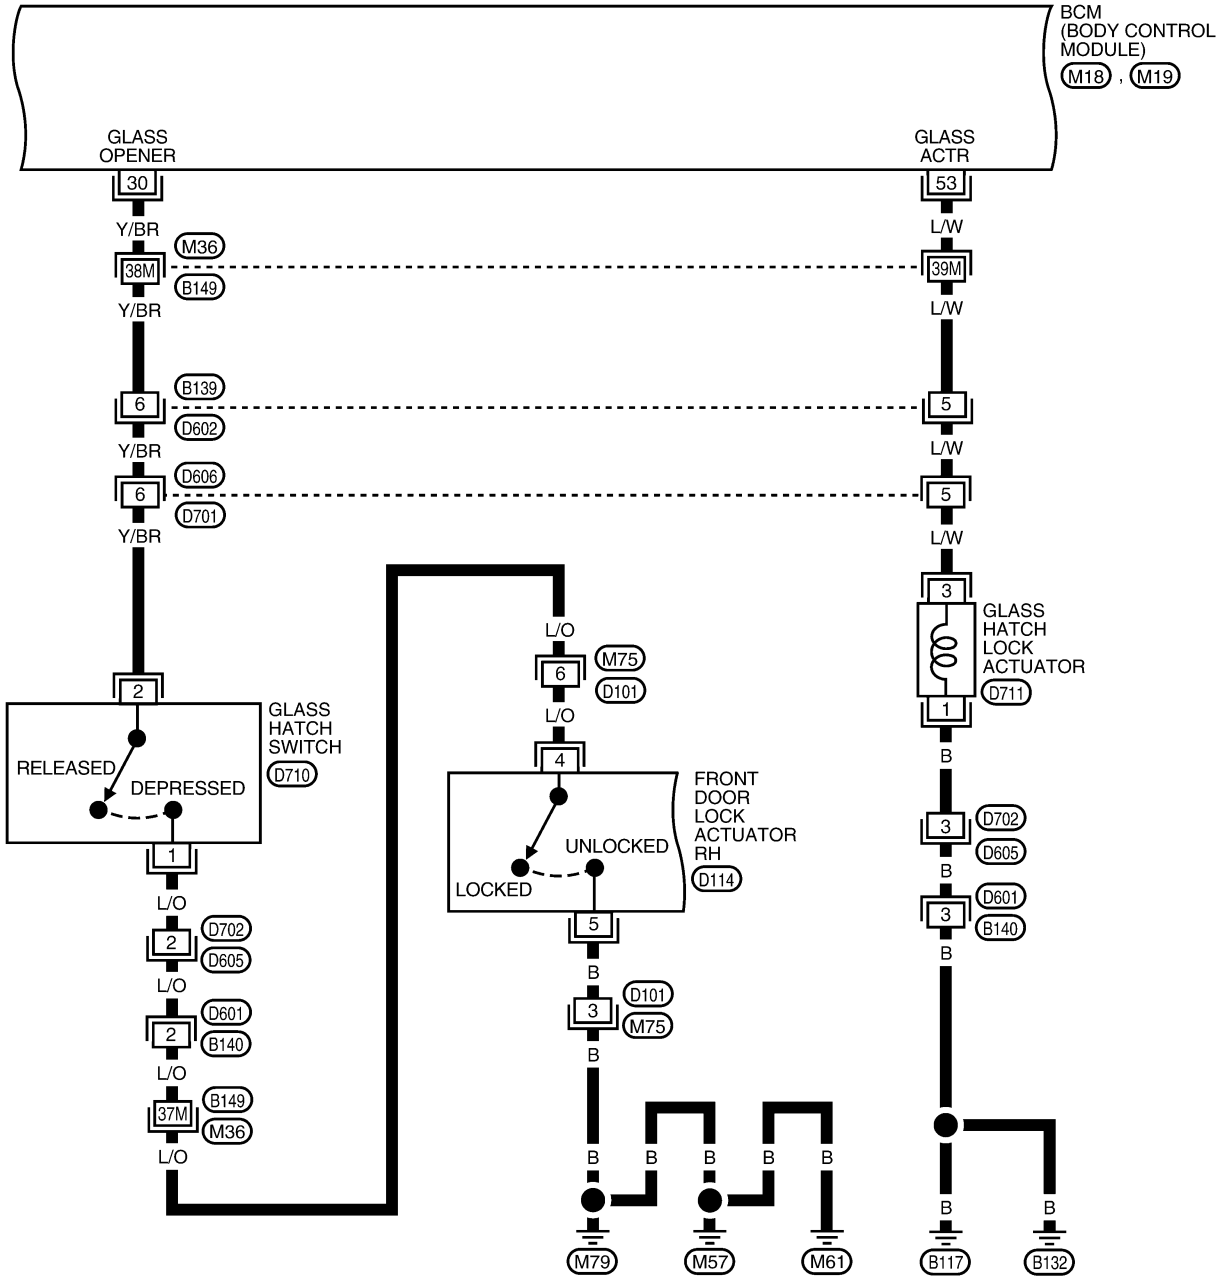 BCM
(BODY CONTROL
MODULE)
M18 , M19
GLASS
OPENER
GLASS
ACTR
30
53
Y/BR
L/W
M36
38M
39M
B149
Y/BR
L/W
B139
6
5
D602
Y/BR
L/W
D606
6
5
D701
Y/BR
L/W
3
GLASS
HATCH
LOCK
ACTUATOR
D711
1
B
D702
3
D605
B
D601
3
B140
B
B
B
B117
B132
2
GLASS
HATCH
SWITCH
D710
RELEASED
DEPRESSED
1
L/O
D702
2
D605
L/O
D601
2
B140
L/O
B149
37M
M36
L/O
L/O
M75
6
D101
L/O
4
FRONT
DOOR
LOCK
ACTUATOR
RH
D114
UNLOCKED
LOCKED
5
B
D101
3
M75
B
B
B
B
B
B
M79
M57
M61